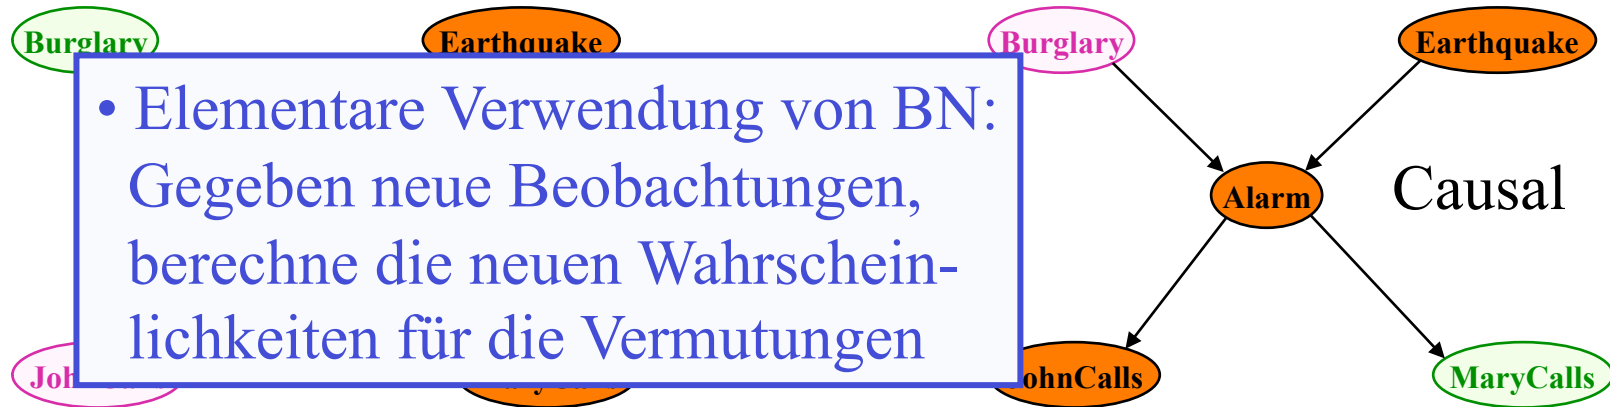 Burglary Earthquake Burglary Earthquake
• Elementare Verwendung von BN:
Gegeben neue Beobachtungen,
Alarm Causal
berechne die neuen Wahrschein-
lichkeiten für die Vermutungen
JohnCalls MaryCalls